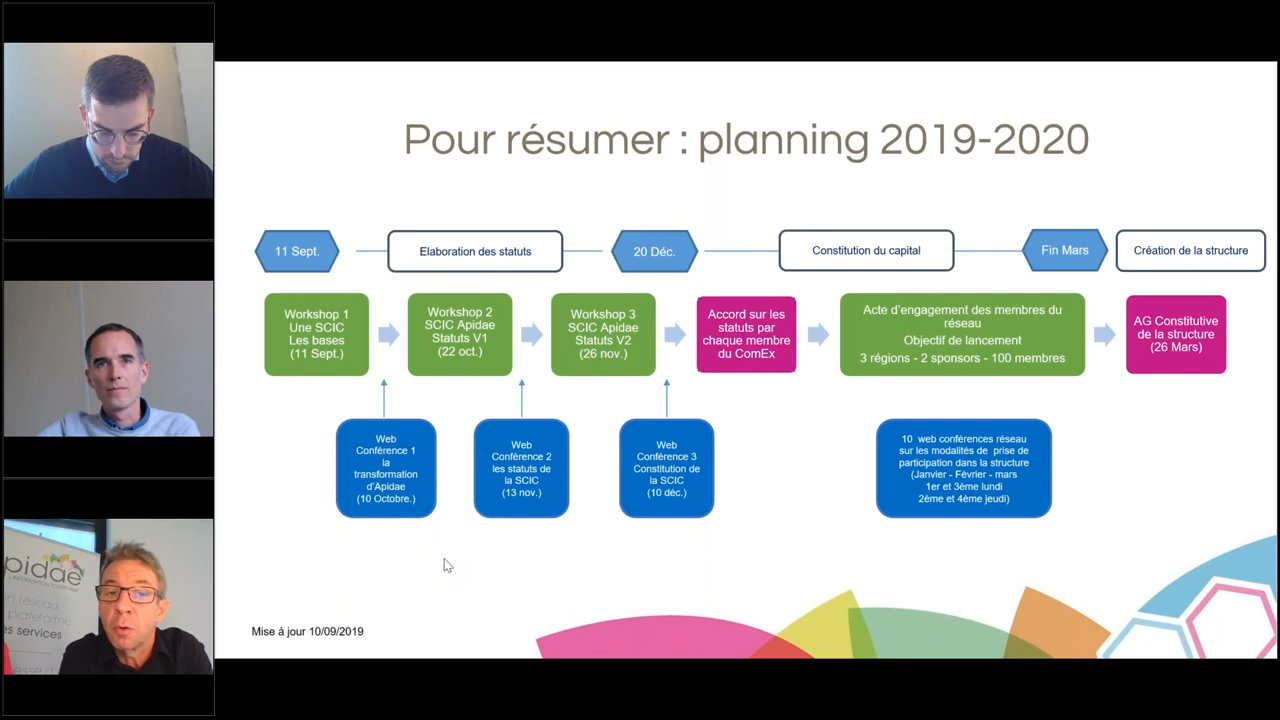 Pour résumer : planning 2019-2020
11 Sept.
Elaboration des statuts
20 Déc.
Constitution du capital
Fin Mars
Création de la structure
Workshop 1
Une SCIC
Les bases
(11 Sept.)
Workshop 2
SCIC Apidae
Statuts V1
(22 oct.)
Workshop 3
SCIC Apidae
Statuts V2
(26 nov.)
Accord sur les
statuts par
chaque membre
du ComEx
Acte d'engagement des membres du
réseau
Objectif de lancement
3 régions - 2 sponsors - 100 membres
AG Constitutive
de la structure
(26 Mars)
Web
Conférence 1
la
transformation
d'Apidae
(10 Octobre.)
Web
Conférence 2
les statuts de
la SCIC
(13 nov.)
Web
Conférence 3
Constitution de
la SCIC
(10 déc.)
10 web conférences réseau
sur les modalités de prise de
participation dans la structure
(Janvier - Février - mars
1er et 3ème lundi
2ème et 4ème jeudi)
Mise à jour 10/09/2019
pidae
n réseau
plateforme
es services